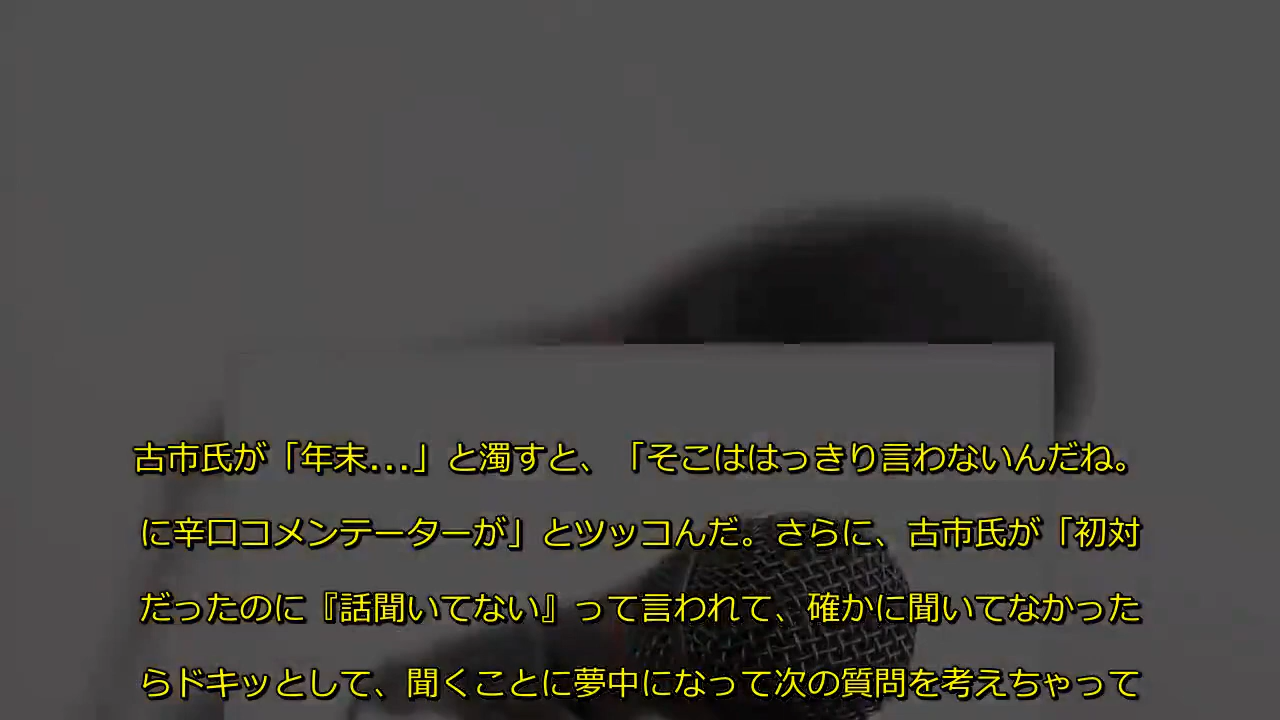 古市氏が「年末...」と濁すと、「そこははっきり言わないんだね。
に辛口コメンテーターが」とツッコんだ。さらに、古市氏が「初対
だったのに『話聞いてない』って言われて、確かに聞いてなかった
らドキッとして、聞くことに夢中になって次の質問を考えちゃって